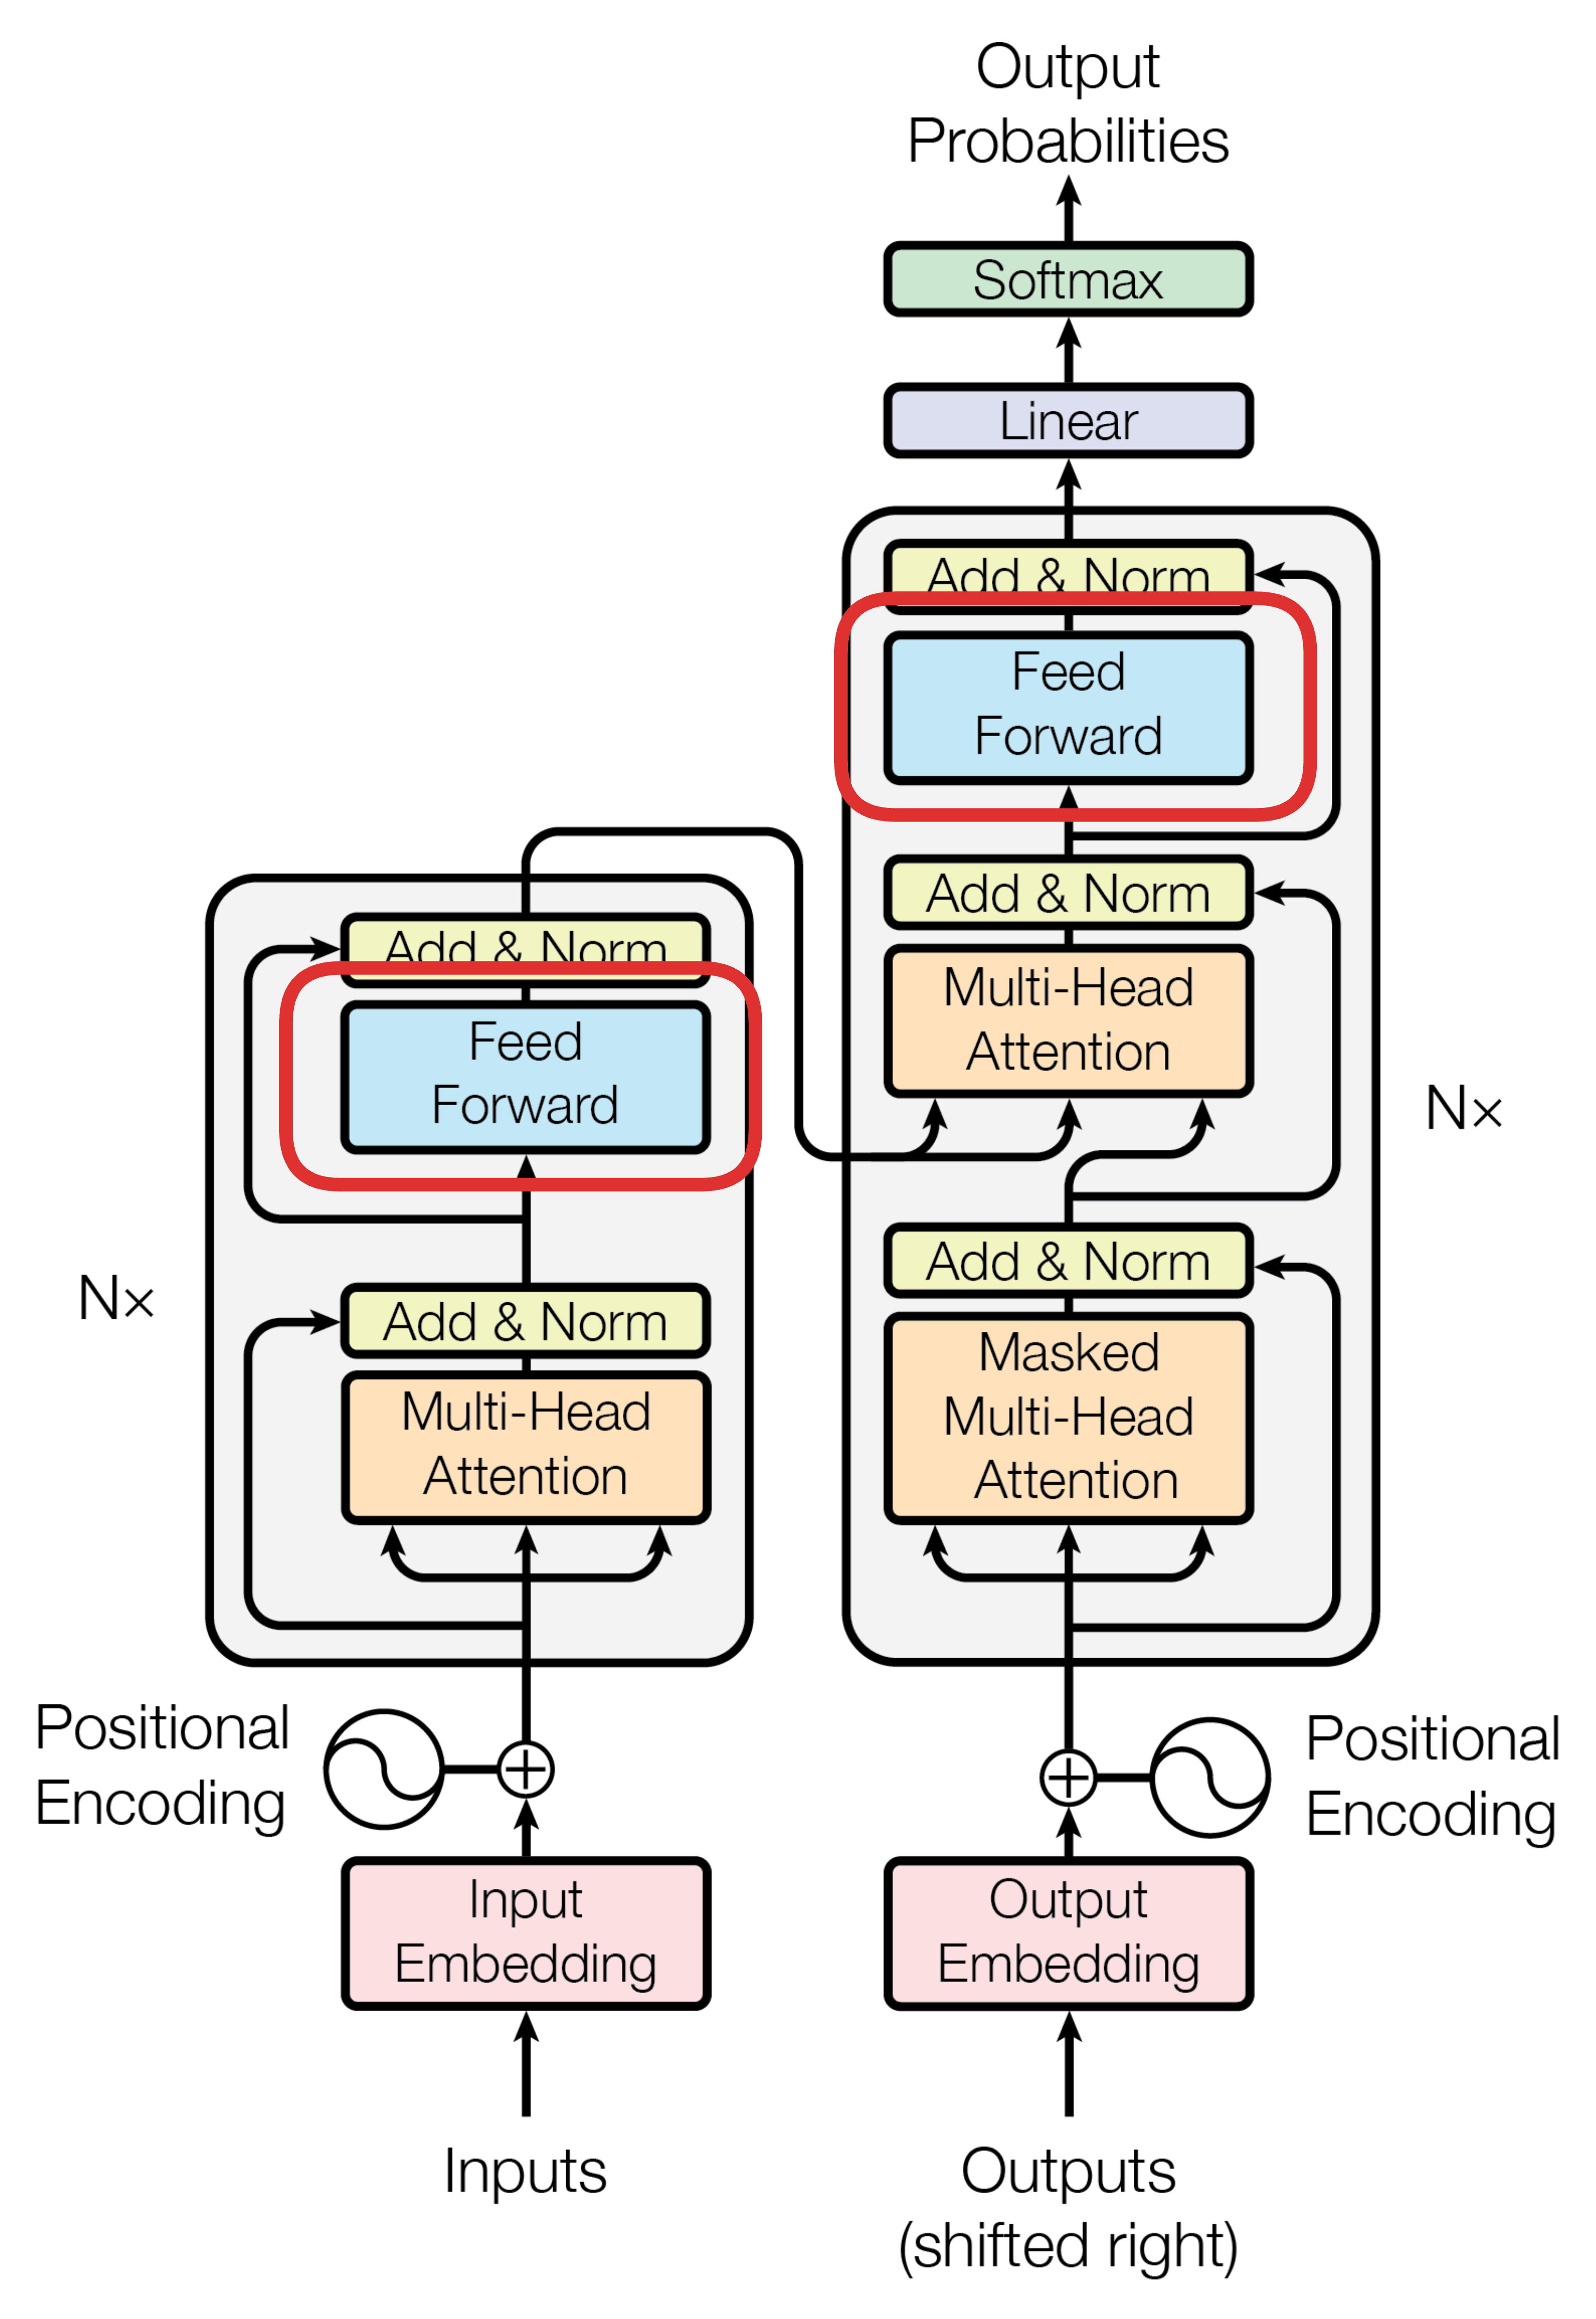 Output
Probabilities
Softmax
Linear
Add & Norm
Feed
Forward
Add & Norm
Multi-Head
Attention
Add & Norm
Masked
Multi-Head
Attention
Nx
Add & Norm
Feed
Forward
Add & Norm
Multi-Head
Attention
Nx
Positional
Encoding
Positional
Encoding
Input
Embedding
Output
Embedding
Inputs
Outputs
(shifted right)